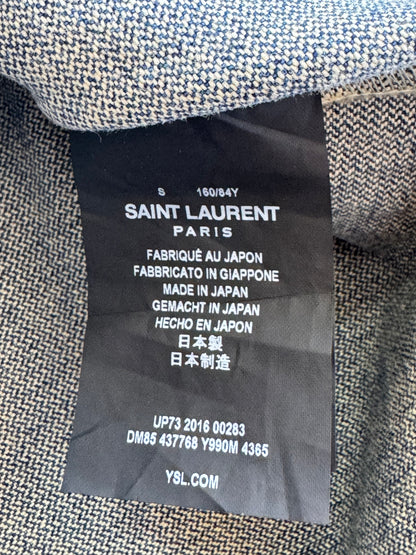 S 160/84Y
SAINT LAURENT
PARIS
FABRIQUÉ AU JAPON
FABBRICATO IN GIAPPONE
MADE IN JAPAN
GEMACHT IN JAPAN
HECHO EN JAPON
日本製
日本制造
UP73 2016 00283
DM85 437768 Y990M 4365
YSL.COM